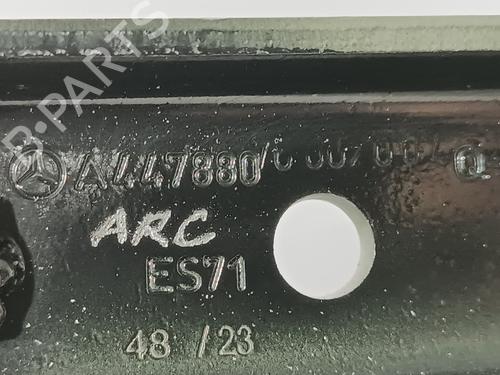 B-PARTS
A447880
Q
ARC
ES71
48 /23